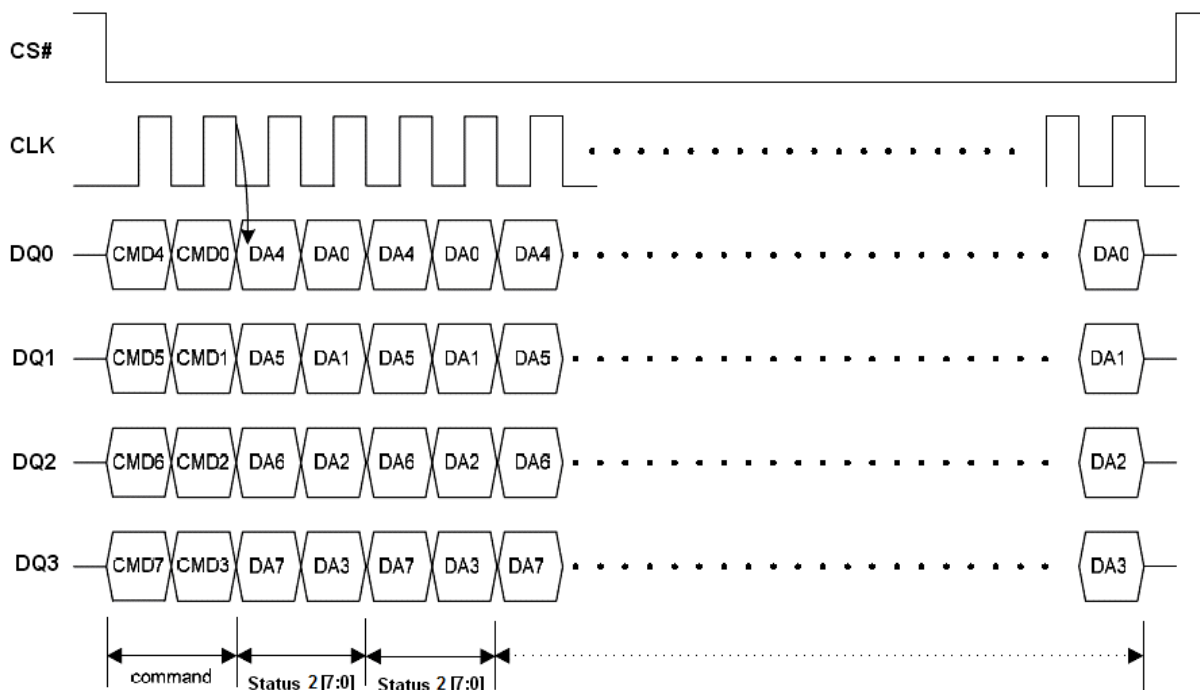 CS#
CLK
DQ0 CMD4 CMD0 DA4 DA0 DA4 DA0 DA4 DA0
DQ1 CMD5 CMD1 DA5 DA1 DA5 DA1 DA5 DA1
DQ2 CMD6 CMD2 DA6 DA2 DA6 DA2 DA6 DA2
DQ3 CMD7 CMD3 DA7 DA3 DA7 DA3 DA7 DA3
command Status 2 [7:0] Status 2 [7:0]